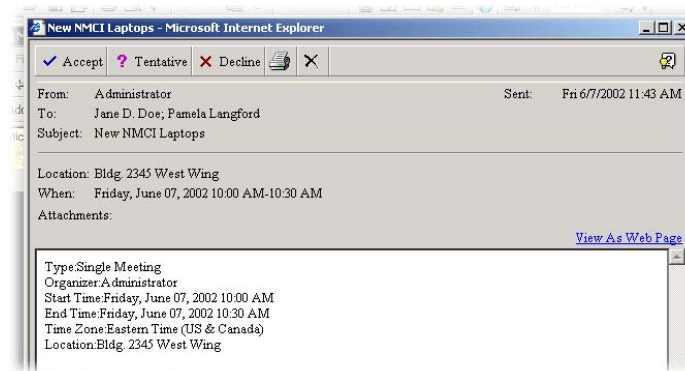 New NMCI Laptops - Microsoft Internet Explorer
Accept ? Tentative Decline
From: Administrator Sent: Fri 6/7/2002 11:43 AM
To: Jane D. Doe; Pamela Langford
Subject: New NMCI Laptops
Location: Bldg. 2345 West Wing
When: Friday, June 07, 2002 10:00 AM-10:30 AM
Attachments:
View As Web Page
Type:Single Meeting
Organizer:Administrator
Start Time:Friday, June 07, 2002 10:00 AM
End Time:Friday, June 07, 2002 10:30 AM
Time Zone:Eastern Time (US & Canada)
Location:Bldg. 2345 West Wing